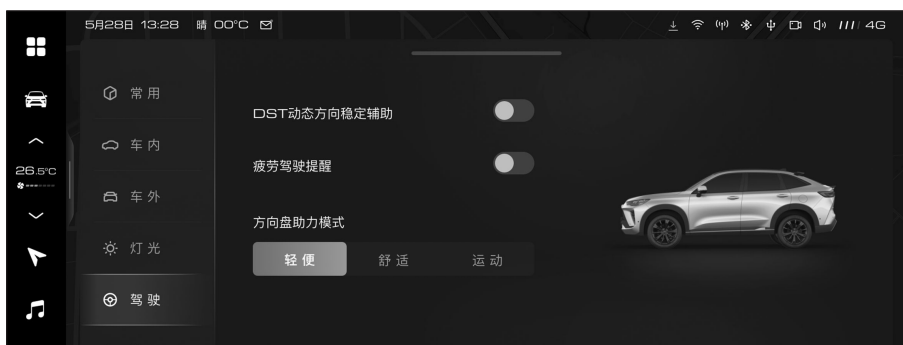 5月28日 13:28 晴 00°C
4G
常用
DST动态方向稳定辅助
车内
26.5°C
疲劳驾驶提醒
车外
方向盘助力模式
灯光
轻便 舒适 运动
驾驶